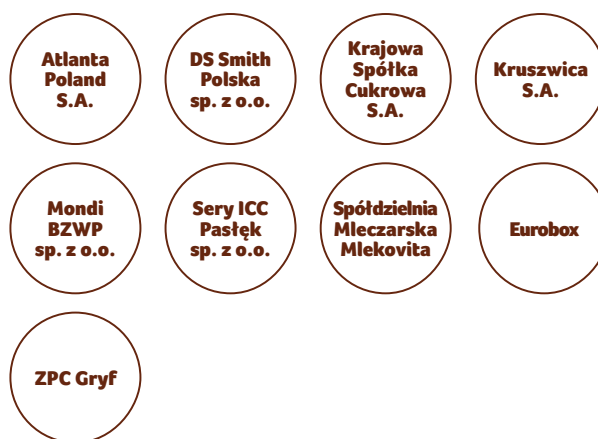 Atlanta
Poland
S.A.
DS Smith
Polska
sp. z o.o.
Krajowa
Spółka
Cukrowa
S.A.
Kruszwica
S.A.
Mondi
BZWP
sp. z o.o.
Sery ICC
Pasłęk
sp. z o.o.
Spółdzielnia
Mleczarska
Mlekovita
Eurobox
ZPC Gryf